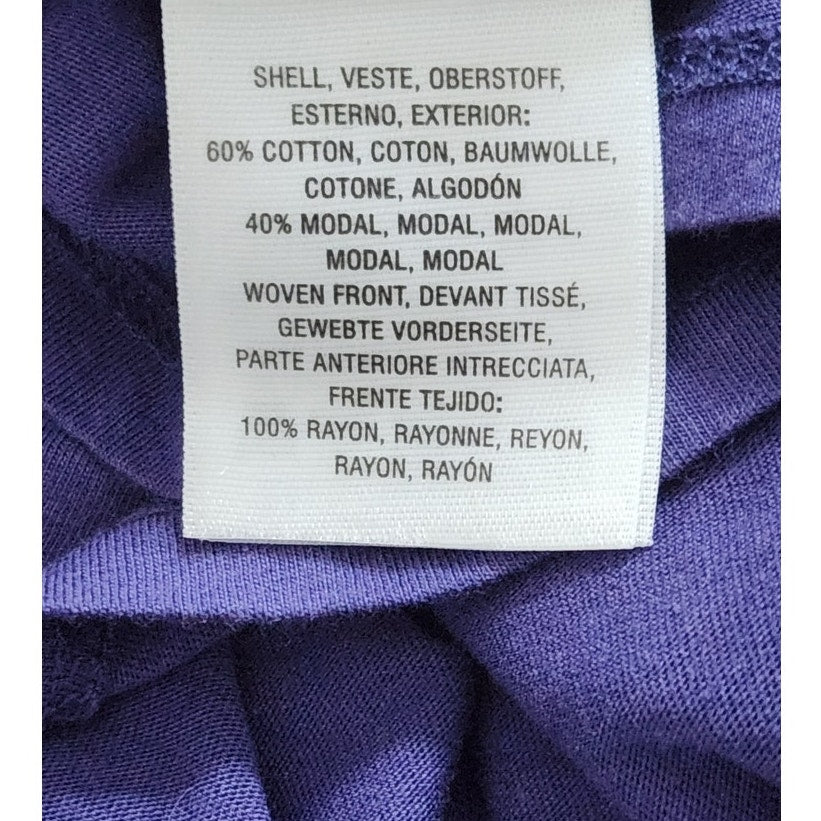 SHELL, VESTE, OBERSTOFF,
ESTERNO, EXTERIOR:
60% COTTON, COTON, BAUMWOLLE,
COTONE, ALGODÓN
40% MODAL, MODAL, MODAL,
MODAL, MODAL
WOVEN FRONT, DEVANT TISSÉ,
GEWEBTE VORDERSEITE,
PARTE ANTERIORE INTRECCIATA,
FRENTE TEJIDO:
100% RAYON, RAYONNE, REYON,
RAYON, RAYÓN